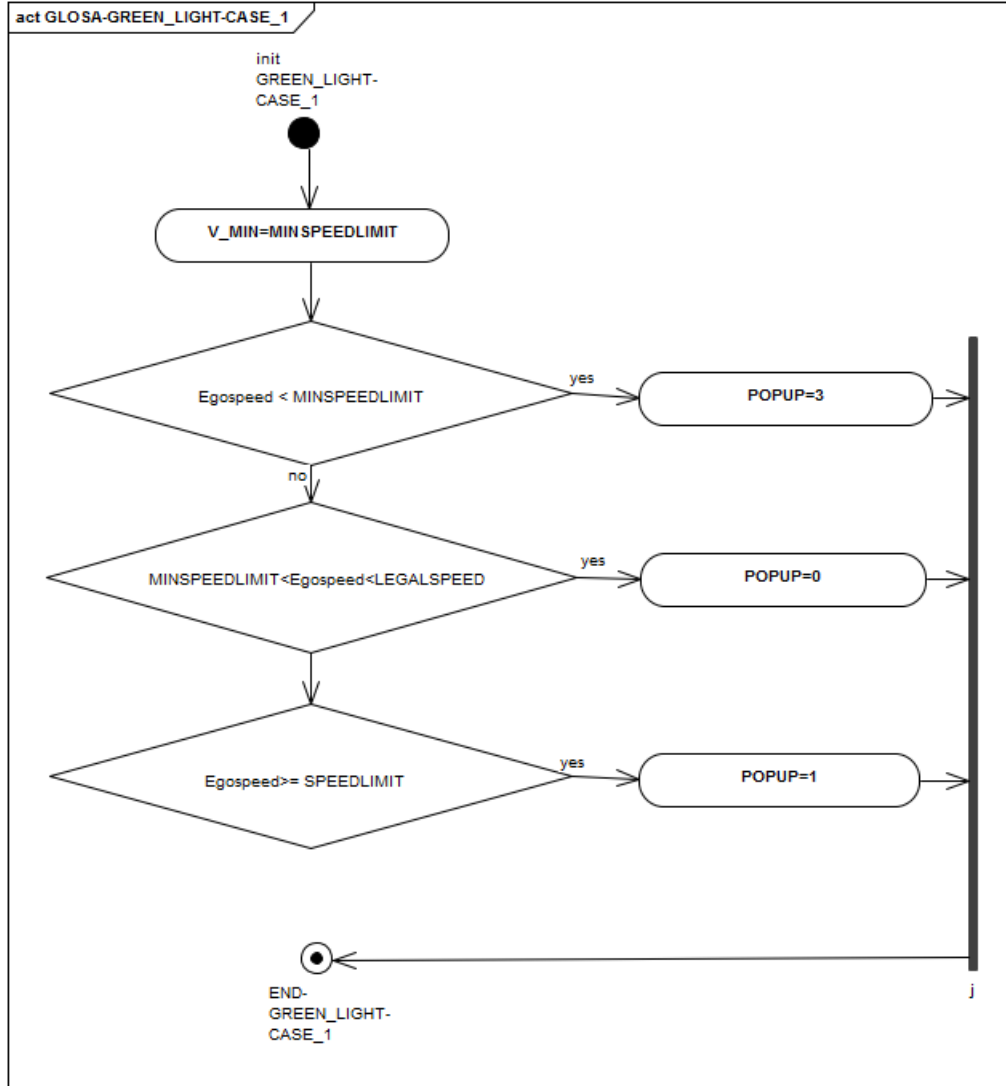 act GLOSA-GREEN_LIGHT-CASE_1
init
GREEN_LIGHT-
CASE_1
V_MIN=MINSPEEDLIMIT
Egospeed < MINSPEEDLIMIT
yes
POPUP=3
no
MINSPEEDLIMIT<Egospeed<LEGALSPEED
yes
POPUP=0
Egospeed>= SPEEDLIMIT
yes
POPUP=1
j
END-
GREEN_LIGHT-
CASE_1